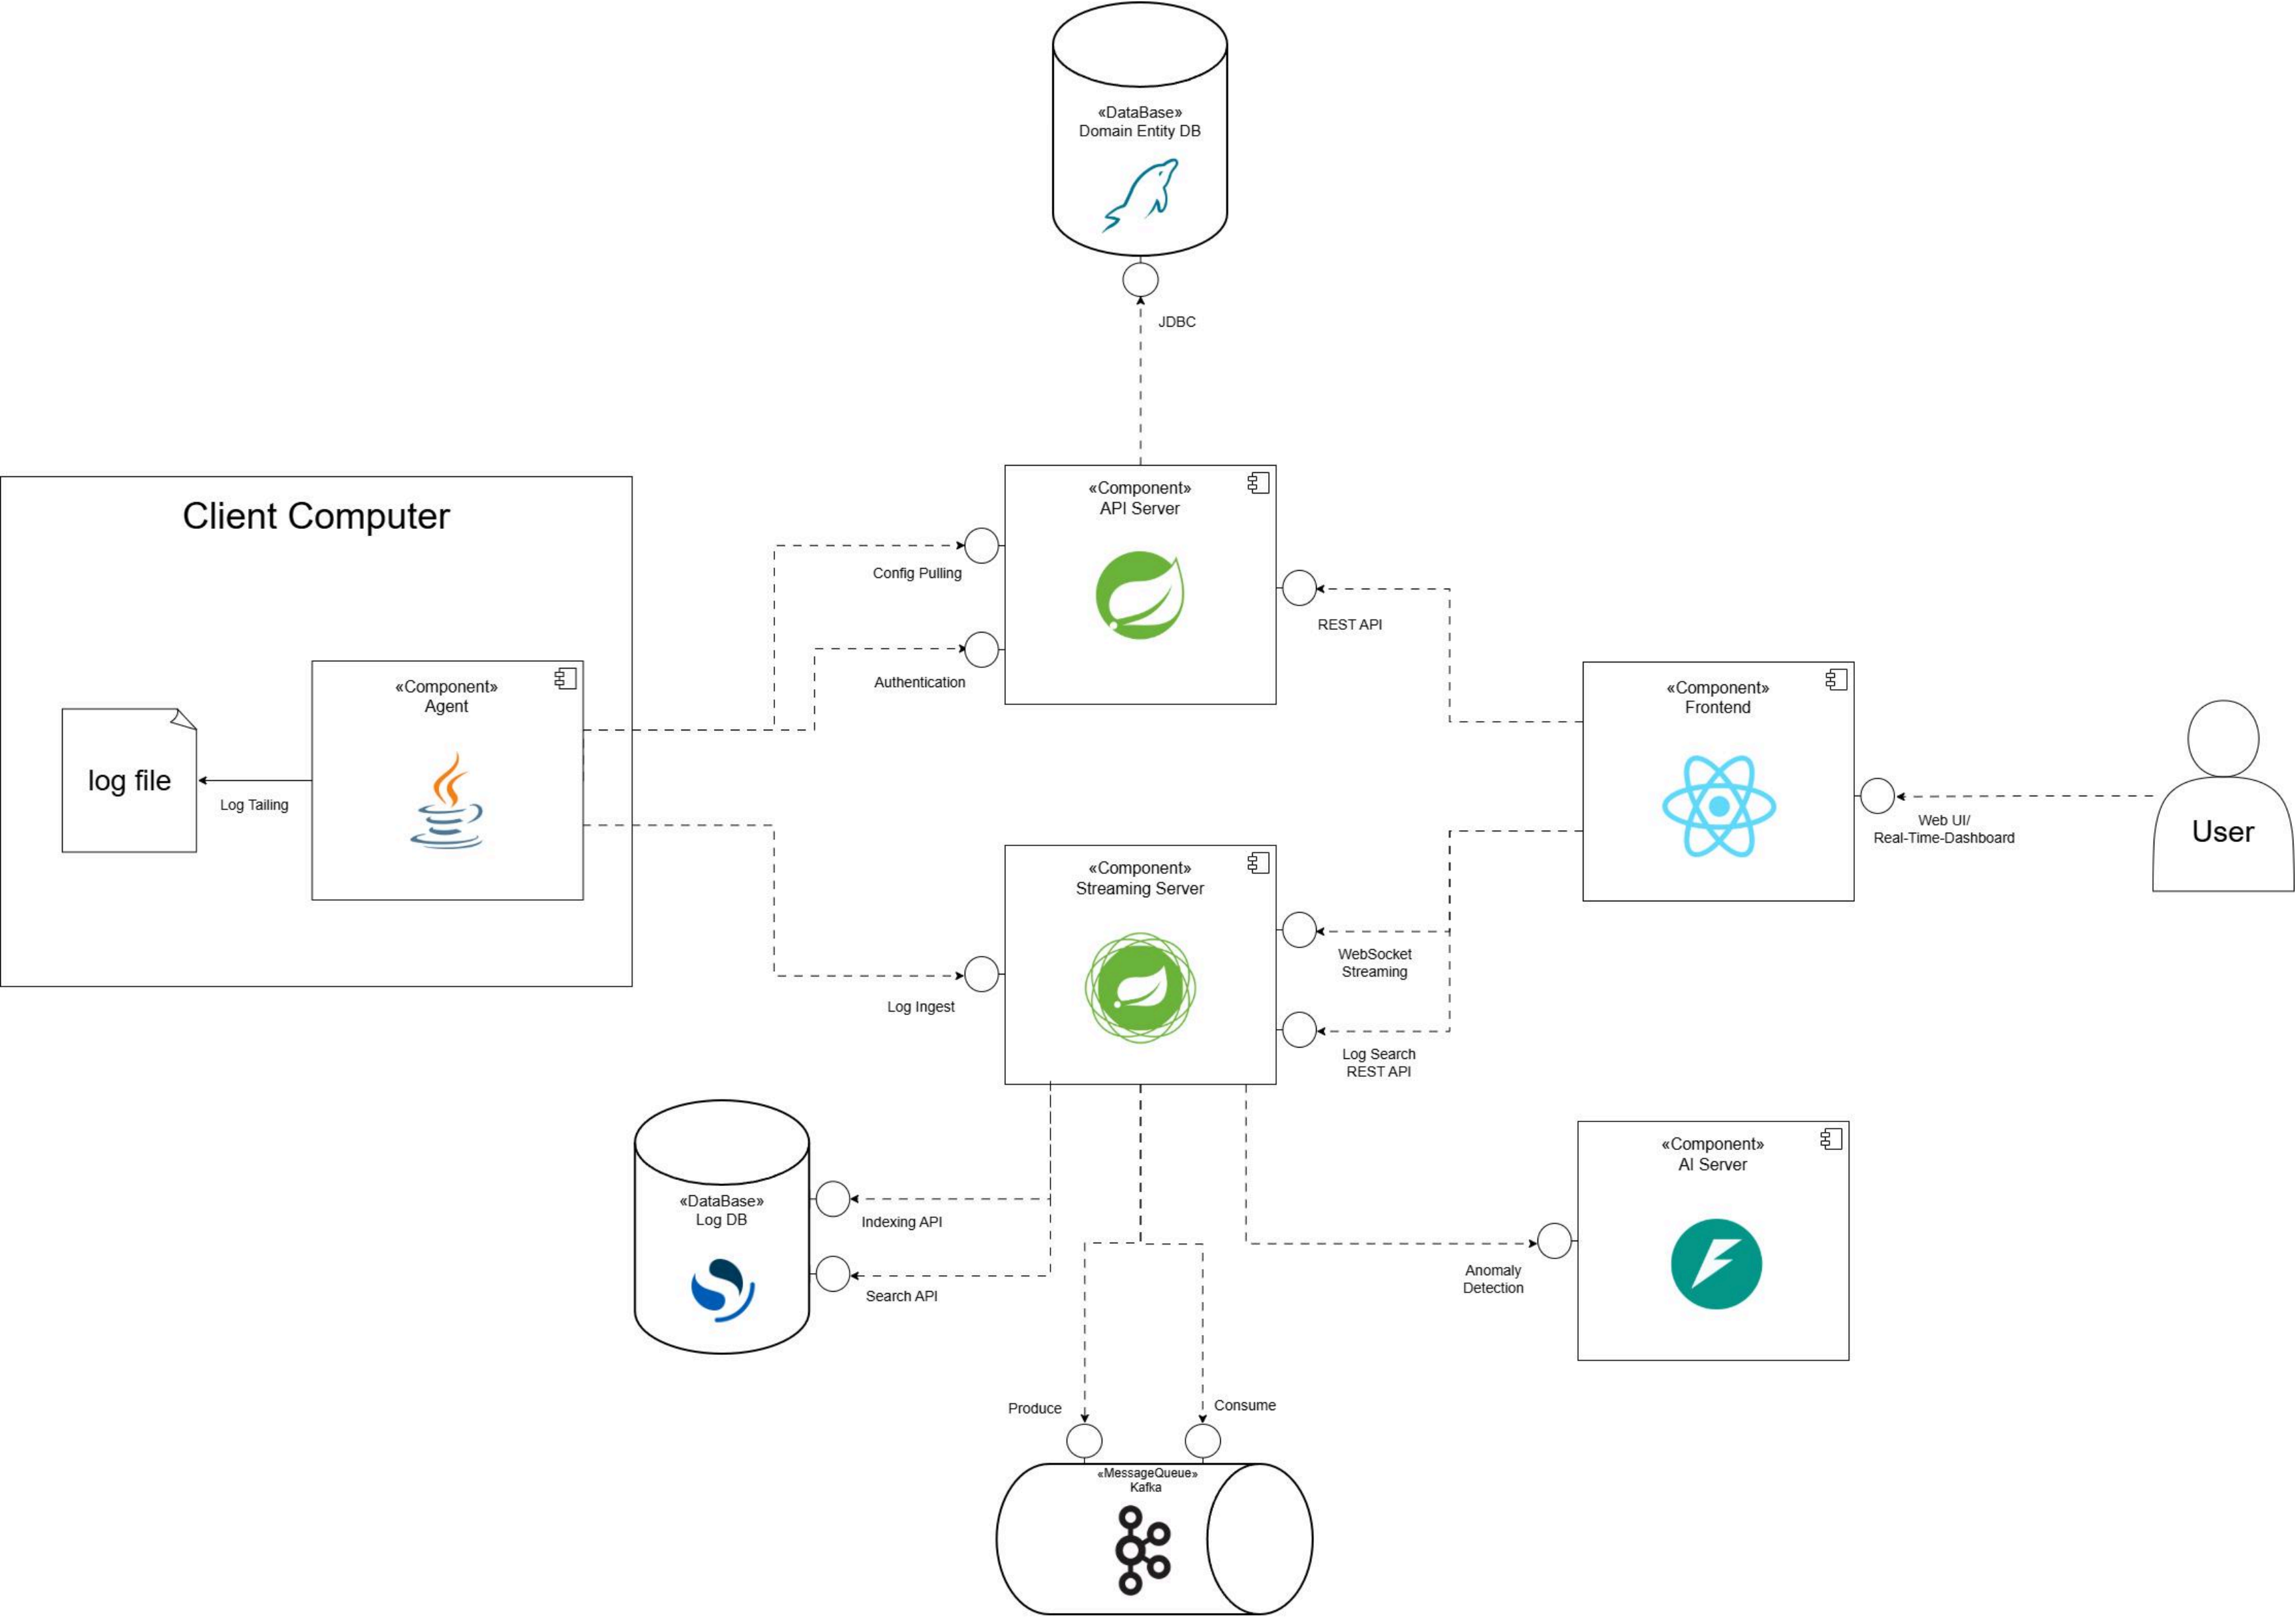 «DataBase»
Domain Entity DB
JDBC
Client Computer
«Component»
API Server
Config Pulling
Authentication
REST API
«Component»
Agent
log file
Log Tailing
«Component»
Frontend
Web UI/
Real-Time-Dashboard
User
«Component»
Streaming Server
Log Ingest
WebSocket
Streaming
Log Search
REST API
«DataBase»
Log DB
Indexing API
Search API
«Component»
AI Server
Anomaly
Detection
Produce
Consume
«MessageQueue»
Kafka